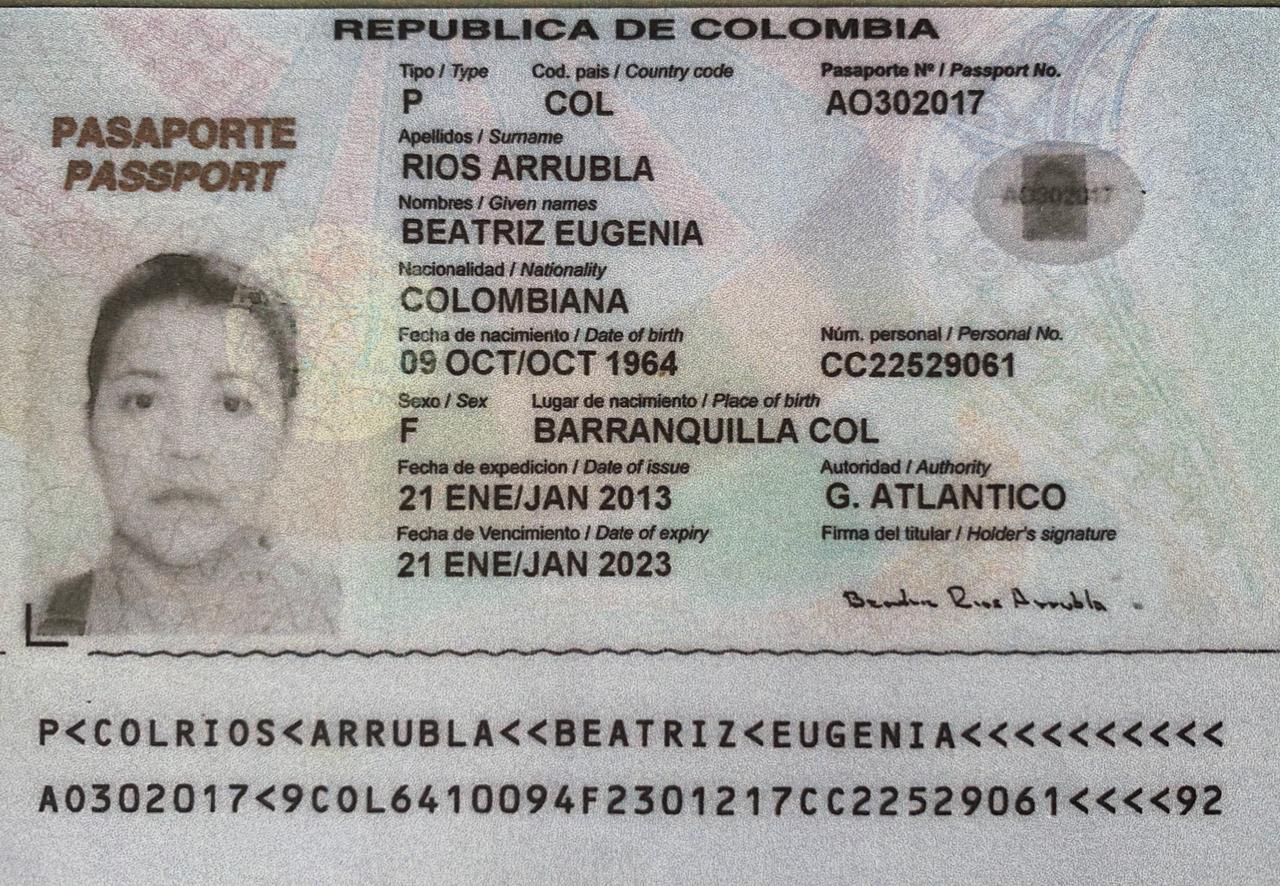 REPUBLICA DE COLOMBIA
PASAPORTE
PASSPORT
Tipo / Type Cod. pais / Country code Pasaporte Nº / Passport No.
P COL AO302017
Apellidos / Surname
RIOS ARRUBLA
Nombres / Given names
BEATRIZ EUGENIA
AO302017
Nacionalidad / Nationality
COLOMBIANA
Fecha de nacimiento / Date of birth Núm. personal / Personal No.
09 OCT/OCT 1964 CC22529061
Sexo / Sex Lugar de nacimiento / Place of birth
F BARRANQUILLA COL
Fecha de expedicion / Date of issue Autoridad / Authority
21 ENE/JAN 2013 G. ATLANTICO
Fecha de Vencimiento / Date of expiry Firma del titular / Holder's signature
21 ENE/JAN 2023
Beatriz Rios Arrubla
P<COLRIOS<ARRUBLA<<BEATRIZ<EUGENIA<<<<<<<<<<
AO302017<9COL6410094F2301217CC22529061<<<<92